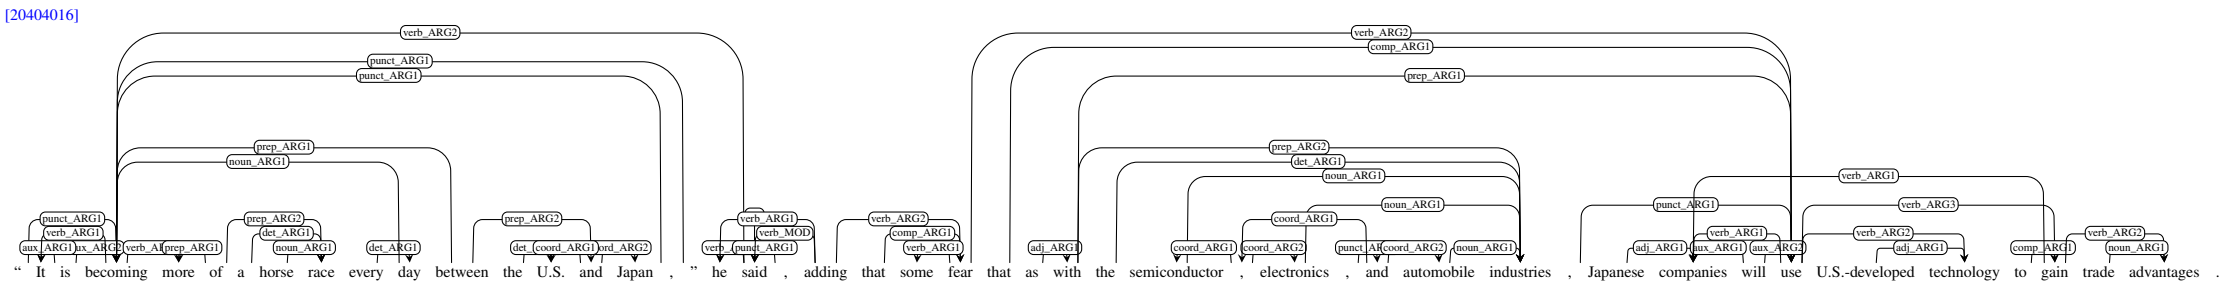 [20404016]
verb_ARG2 verb_ARG2
comp_ARG1
punct_ARG1
punct_ARG1 prep_ARG1
prep_ARG1 prep_ARG2
noun_ARG1 det_ARG1
noun_ARG1 verb_ARG1
noun_ARG1 punct_ARG1 verb_ARG3
punct_ARG1 prep_ARG2 prep_ARG2 verb_ARG1 verb_ARG2 coord_ARG1
verb_ARG1 det_ARG1 verb_MOD comp_ARG1 verb_ARG1 verb_ARG2 verb_ARG2
aux_ARG1 aux_ARG2 prep_ARG1 noun_ARG1 det_ARG1 coord_ARG1 punct_ARG1 verb_ARG1 adj_ARG1 coord_ARG1 coord_ARG2 coord_ARG2 noun_ARG1 adj_ARG1 aux_ARG1 aux_ARG2 adj_ARG1 comp_ARG1 noun_ARG1
“ It is becoming more of a horse race every day between the U.S. and Japan , ” he said , adding that some fear that as with the semiconductor , electronics , and automobile industries , Japanese companies will use U.S.-developed technology to gain trade advantages .